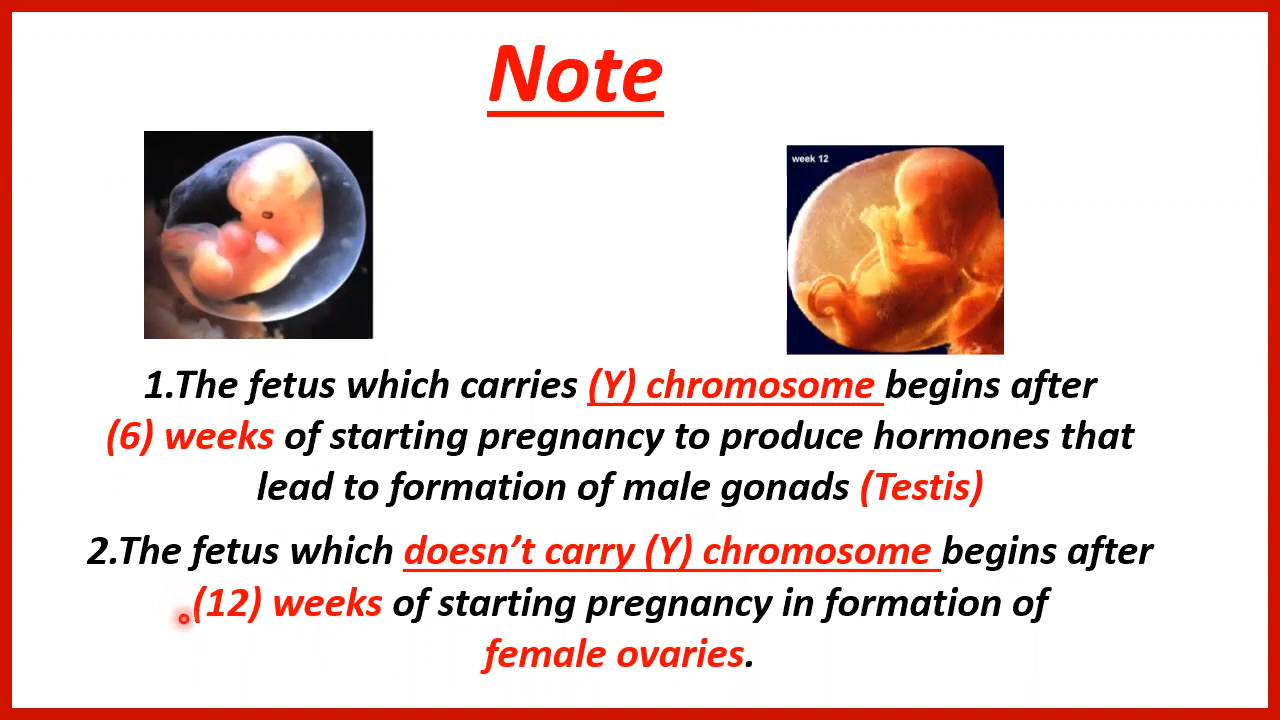 Note
week 12
1.The fetus which carries (Y) chromosome begins after
(6) weeks of starting pregnancy to produce hormones that
lead to formation of male gonads (Testis)
2.The fetus which doesn’t carry (Y) chromosome begins after
(12) weeks of starting pregnancy in formation of
female ovaries.